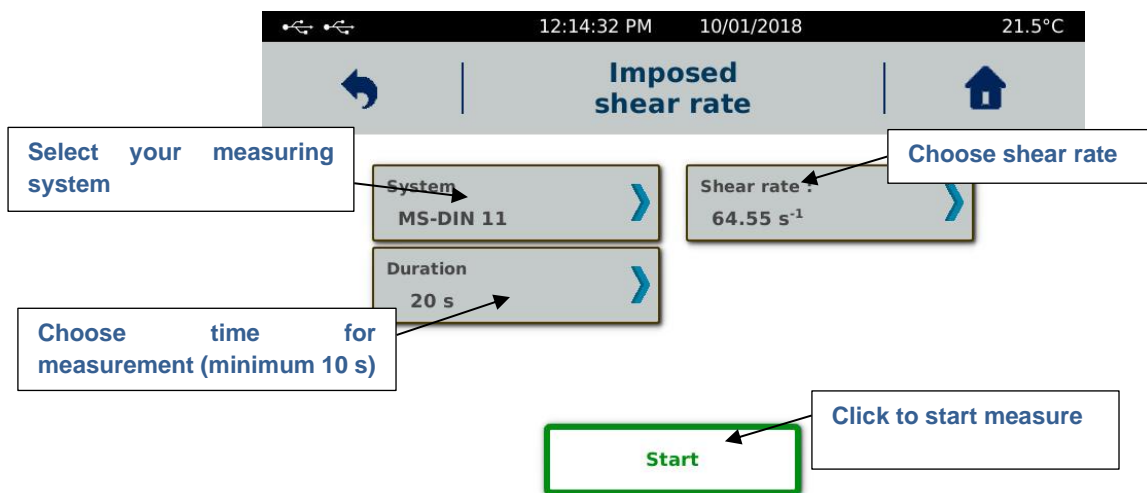 12:14:32 PM 10/01/2018 21.5°C
Imposed
shear rate
Select your measuring
system
Choose shear rate
System
MS-DIN 11
Shear rate :
64.55 s⁻¹
Duration
20 s
Choose time for
measurement (minimum 10 s)
Click to start measure
Start